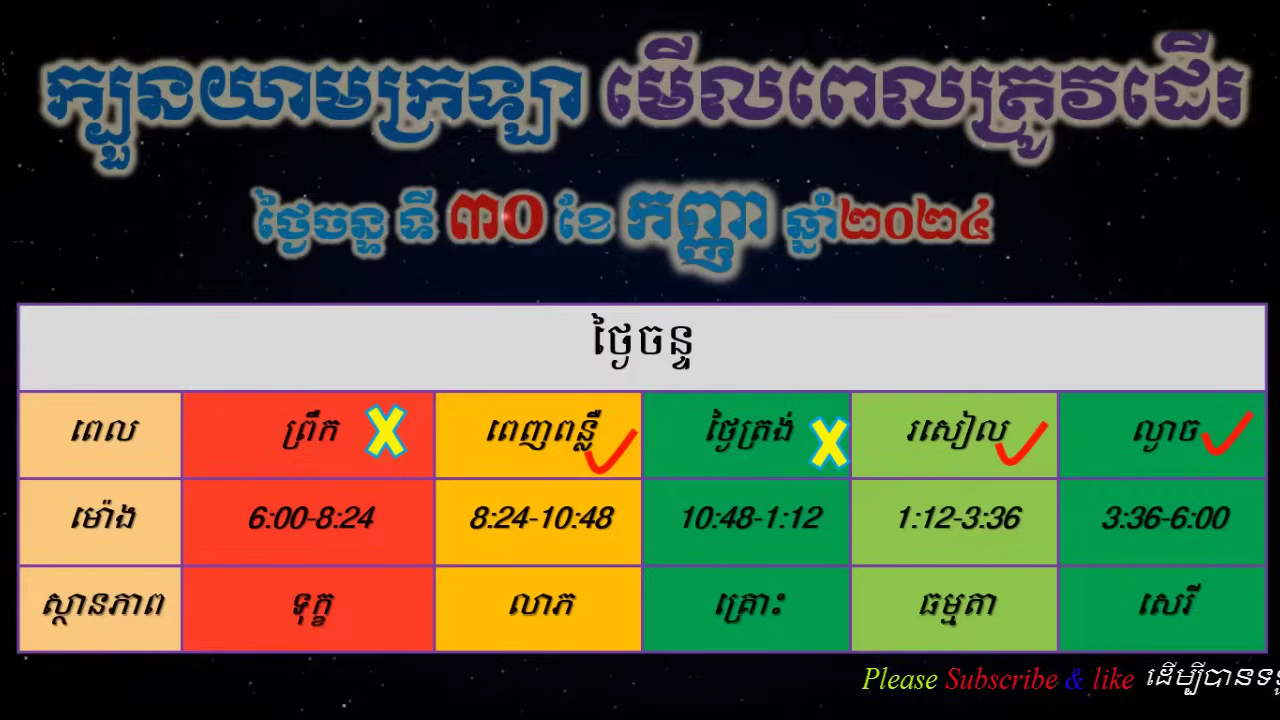 ក្បួនយាមក្រឡា មើលពេលត្រូវដើរ
ថ្ងៃចន្ទ ទី ៣០ ខែ កញ្ញា ឆ្នាំ២០២៤
ថ្ងៃចន្ទ
ពេល ព្រឹក ពេញពន្លឺ ថ្ងៃត្រង់ រសៀល ល្ងាច
ម៉ោង 6:00-8:24 8:24-10:48 10:48-1:12 1:12-3:36 3:36-6:00
ស្ថានភាព ទុក្ខ លាភ គ្រោះ ធម្មតា សេរី
Please Subscribe & like ដើម្បីបាន